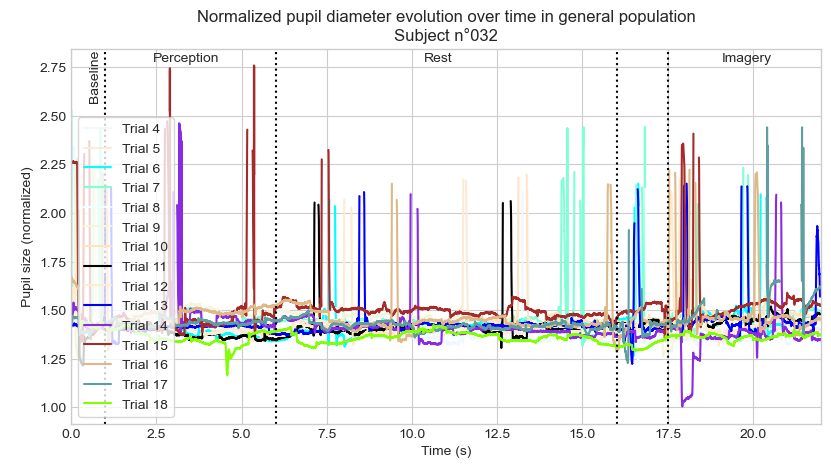 Normalized pupil diameter evolution over time in general population
Subject n°032
Baseline
Perception
Rest
Imagery
Pupil size (normalized)
2.75
2.50
2.25
2.00
1.75
1.50
1.25
1.00
Trial 4
Trial 5
Trial 6
Trial 7
Trial 8
Trial 9
Trial 10
Trial 11
Trial 12
Trial 13
Trial 14
Trial 15
Trial 16
Trial 17
Trial 18
0.0
2.5
5.0
7.5
10.0
12.5
15.0
17.5
20.0
Time (s)